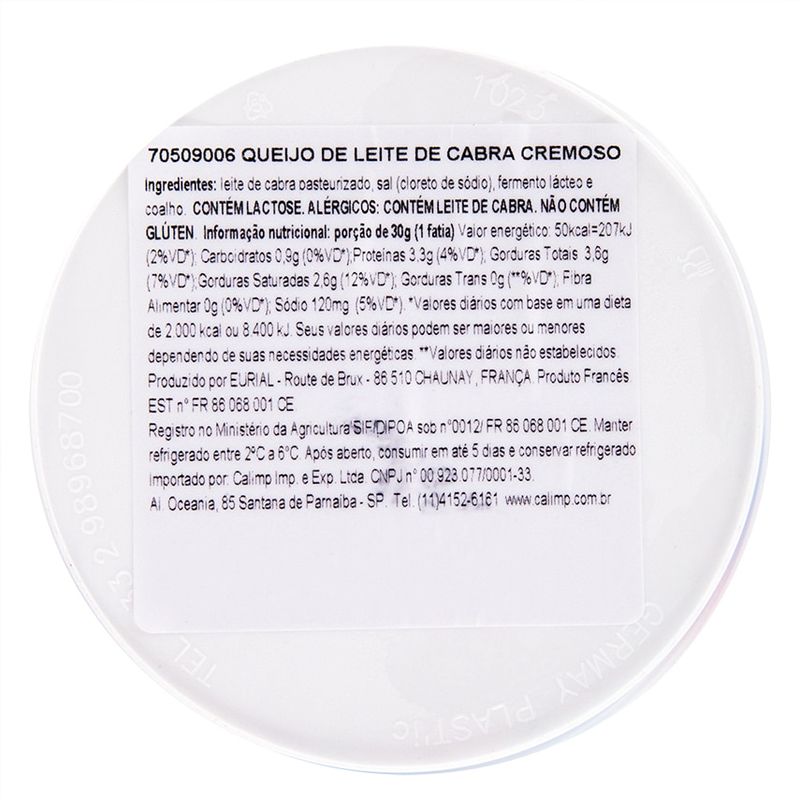 1023
70509006 QUEIJO DE LEITE DE CABRA CREMOSO
Ingredientes: leite de cabra pasteurizado, sal (cloreto de sódio), fermento lácteo e
coalho. CONTÉM LACTOSE. ALÉRGICOS: CONTÉM LEITE DE CABRA. NÃO CONTÉM
GLÚTEN. Informação nutricional: porção de 30g (1 fatia) Valor energético: 50kcal=207kJ
(2%VD*); Carboidratos 0,9g (0%VD*);Proteínas 3,3g (4%VD*); Gorduras Totais 3,6g
(7%VD*);Gorduras Saturadas 2,6g (12%VD*); Gorduras Trans 0g (**%VD*); Fibra
Alimentar 0g (0%VD*); Sódio 120mg (5%VD*). *Valores diários com base em uma dieta
de 2.000 kcal ou 8.400 kJ. Seus valores diários podem ser maiores ou menores
dependendo de suas necessidades energéticas. **Valores diários não estabelecidos.
Produzido por EURIAL - Route de Brux - 86 510 CHAUNAY, FRANÇA. Produto Francês.
EST nº FR 86 068 001 CE.
Registro no Ministério da Agricultura SIF/DIPOA sob nº0012/ FR 86 068 001 CE. Manter
refrigerado entre 2ºC a 6ºC. Após aberto, consumir em até 5 dias e conservar refrigerado
Importado por: Calimp Imp. e Exp. Ltda. CNPJ nº 00.923.077/0001-33.
Al. Oceania, 85 Santana de Parnaíba - SP. Tel. (11)4152-6161 www.calimp.com.br
TEL 33 2 98968700
CERMAY PLASTIC